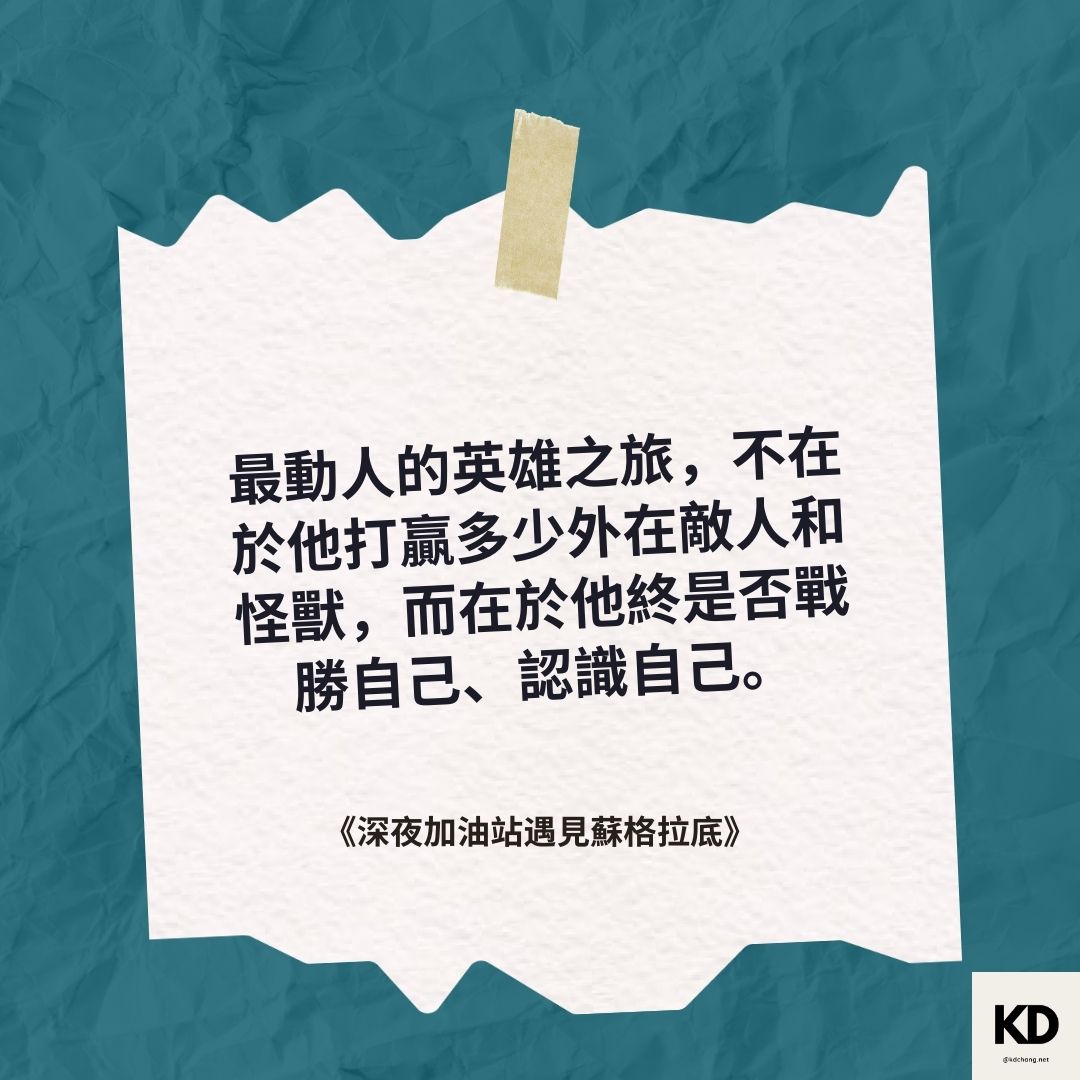 最動人的英雄之旅，不在
於他打贏多少外在敵人和
怪獸，而在於他終是否戰
勝自己、認識自己。
《深夜加油站遇見蘇格拉底》
KD
@kdchang.net